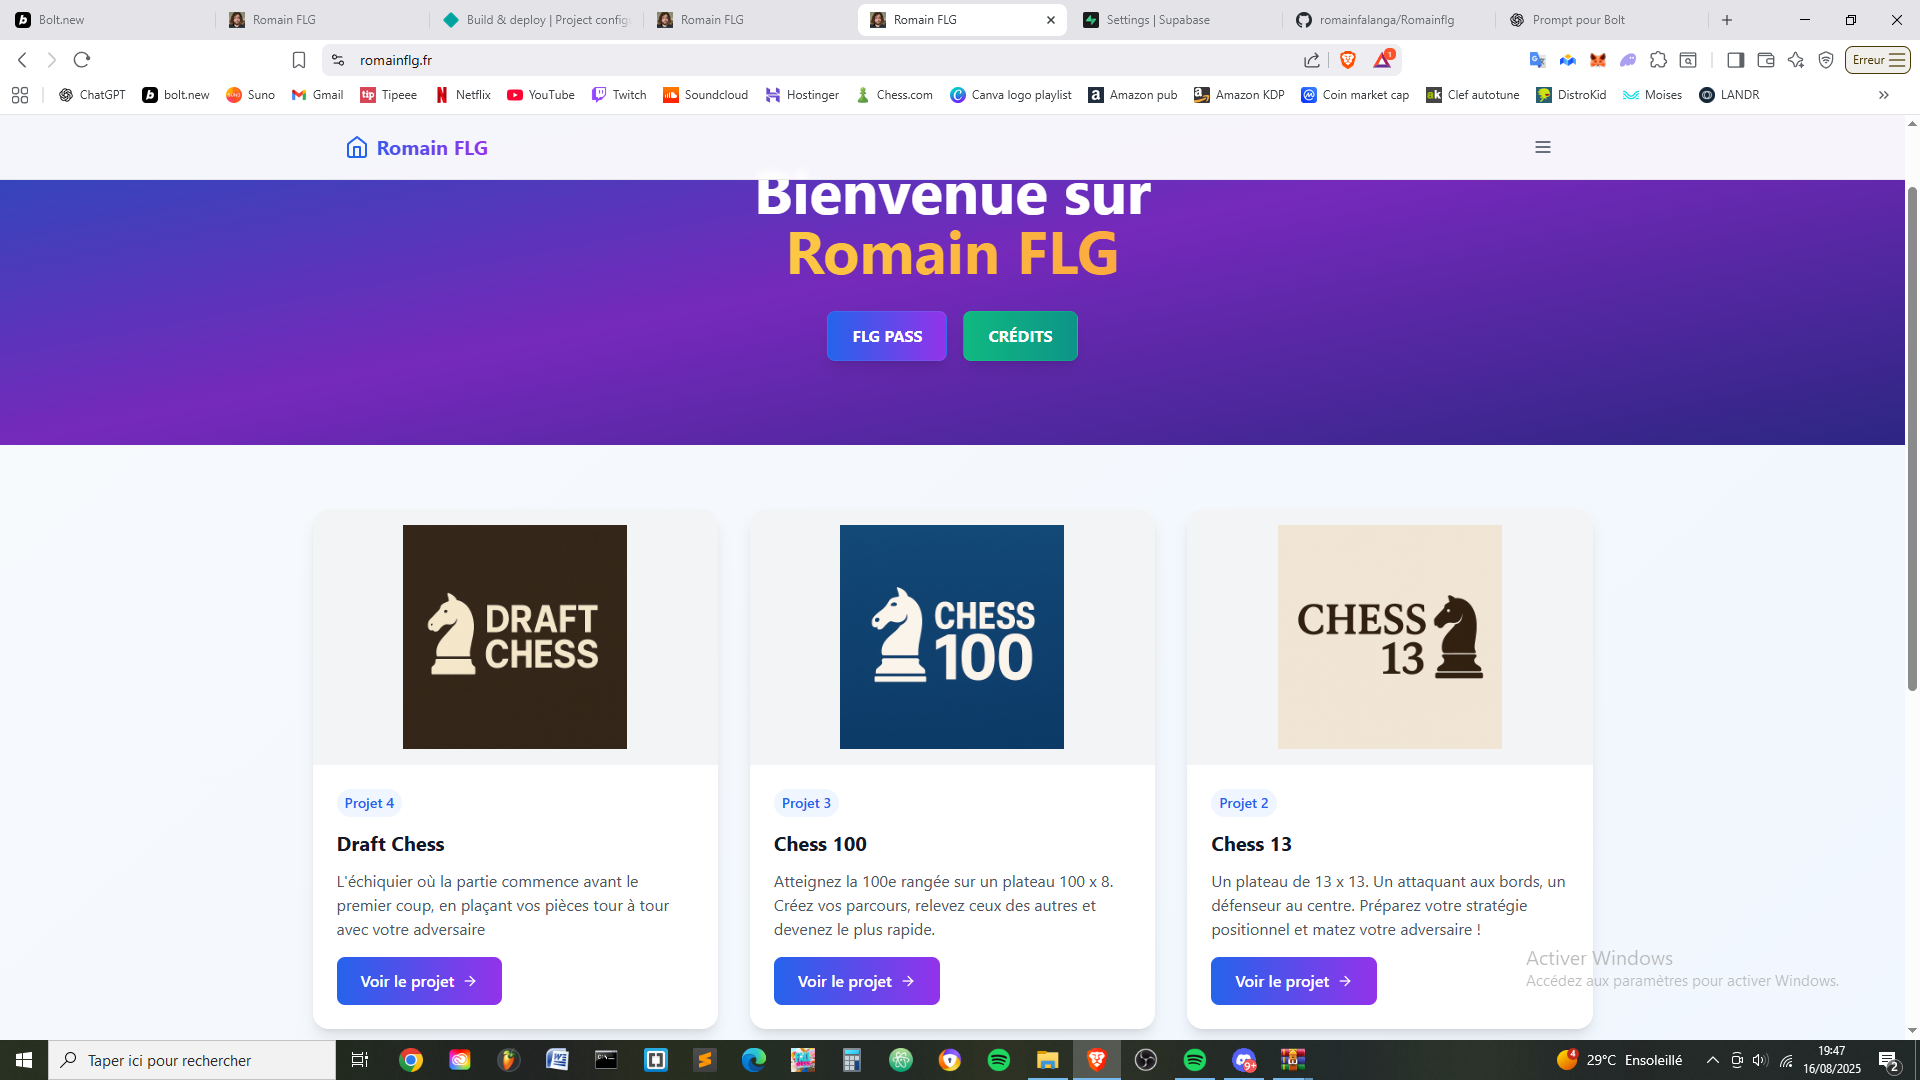 Bolt.new
Romain FLG
Build & deploy | Project config
Romain FLG
Romain FLG
Settings | Supabase
romainfalanga/Romainflg
Prompt pour Bolt
romainflg.fr
1
Erreur
ChatGPT
bolt.new
Suno
Gmail
tip
Tipeee
Netflix
YouTube
Twitch
Soundcloud
Hostinger
Chess.com
Canva logo playlist
Amazon pub
Amazon KDP
Coin market cap
Clef autotune
DistroKid
Moises
LANDR
Romain FLG
Bienvenue sur
Romain FLG
FLG PASS
CRÉDITS
DRAFT
CHESS
CHESS
100
CHESS
13
Projet 4
Projet 3
Projet 2
Draft Chess
Chess 100
Chess 13
L'échiquier où la partie commence avant le
premier coup, en plaçant vos pièces tour à tour
avec votre adversaire
Atteignez la 100e rangée sur un plateau 100 x 8.
Créez vos parcours, relevez ceux des autres et
devenez le plus rapide.
Un plateau de 13 x 13. Un attaquant aux bords, un
défenseur au centre. Préparez votre stratégie
positionnel et matez votre adversaire !
Voir le projet
Voir le projet
Voir le projet
Activer Windows
Accédez aux paramètres pour activer Windows.
Taper ici pour rechercher
9+
4
29°C Ensoleillé
19:47
16/08/2025
2